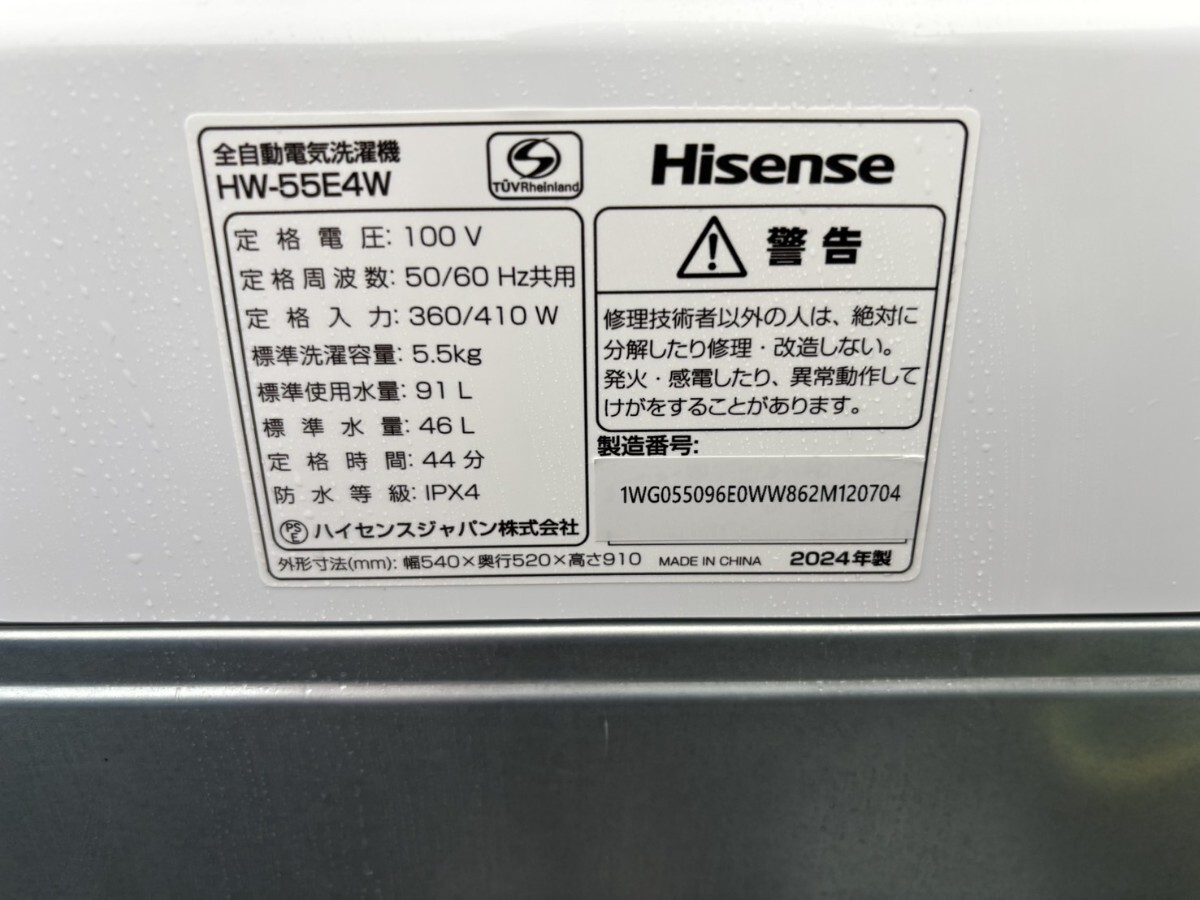 全自動電気洗濯機
HW-55E4W
TÜVRheinland
Hisense
定格電圧: 100 V
定格周波数: 50/60 Hz共用
定格入力: 360/410 W
標準洗濯容量: 5.5kg
標準使用水量: 91 L
標準水量: 46 L
定格時間: 44 分
防水等級: IPX4
PSE ハイセンスジャパン株式会社
警告
修理技術者以外の人は、絶対に
分解したり修理・改造しない。
発火・感電したり、異常動作して
けがをすることがあります。
製造番号:
1WG055096E0WW862M120704
外形寸法(mm): 幅540×奥行520×高さ910 MADE IN CHINA 2024年製